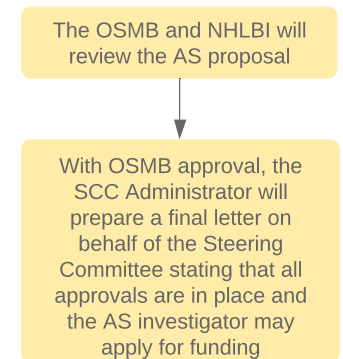 The OSMB and NHLBI will
review the AS proposal
With OSMB approval, the
SCC Administrator will
prepare a final letter on
behalf of the Steering
Committee stating that all
approvals are in place and
the AS investigator may
apply for funding